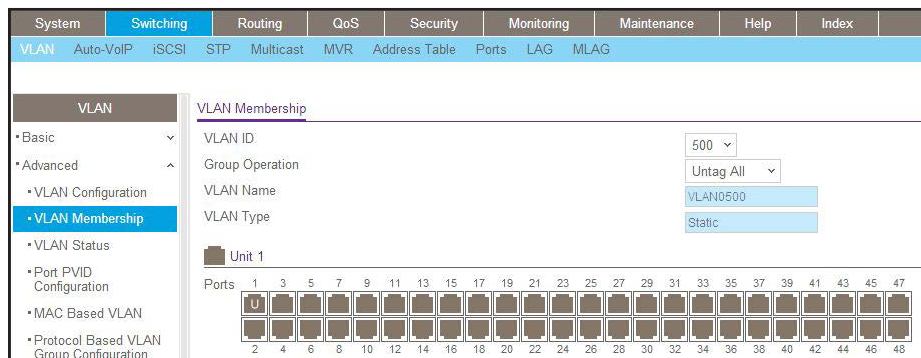 System Switching Routing QoS Security Monitoring Maintenance Help Index
VLAN Auto-VoIP iSCSI STP Multicast MVR Address Table Ports LAG MLAG
VLAN
Basic
Advanced
VLAN Configuration
VLAN Membership
VLAN Status
Port PVID
Configuration
MAC Based VLAN
Protocol Based VLAN
Group Configuration
VLAN Membership
VLAN ID 500
Group Operation Untag All
VLAN Name VLAN0500
VLAN Type Static
Unit 1
Ports 1 3 5 7 9 11 13 15 17 19 21 23 25 27 29 31 33 35 37 39 41 43 45 47
U
2 4 6 8 10 12 14 16 18 20 22 24 26 28 30 32 34 36 38 40 42 44 46 48